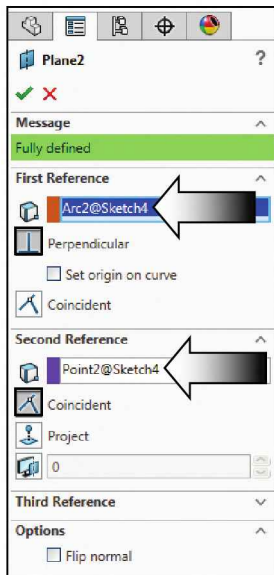 Plane2
?
Message
Fully defined
First Reference
Arc2@Sketch4
Perpendicular
Set origin on curve
Coincident
Second Reference
Point2@Sketch4
Coincident
Project
0
Third Reference
Options
Flip normal